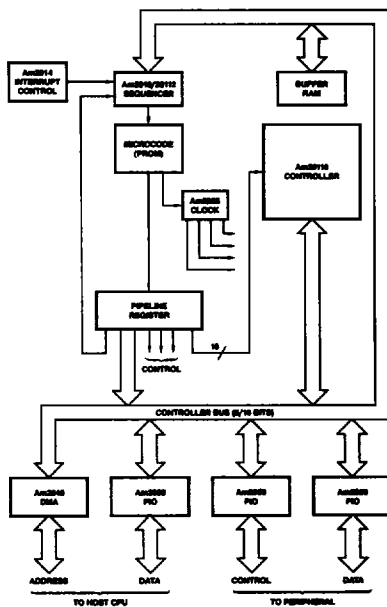 Am2914
INTERRUPT
CONTROL
Am2910/29112
SEQUENCER
BUFFER
RAM
MICROCODE
(PROM)
Am29116
CONTROLLER
CLOCK
PIPELINE
REGISTER
16
CONTROL
CONTROLLER BUS (8/16 BITS)
Am2940
DMA
PIO
PIO
PIO
ADDRESS
DATA
CONTROL
DATA
TO HOST CPU
TO PERIPHERAL